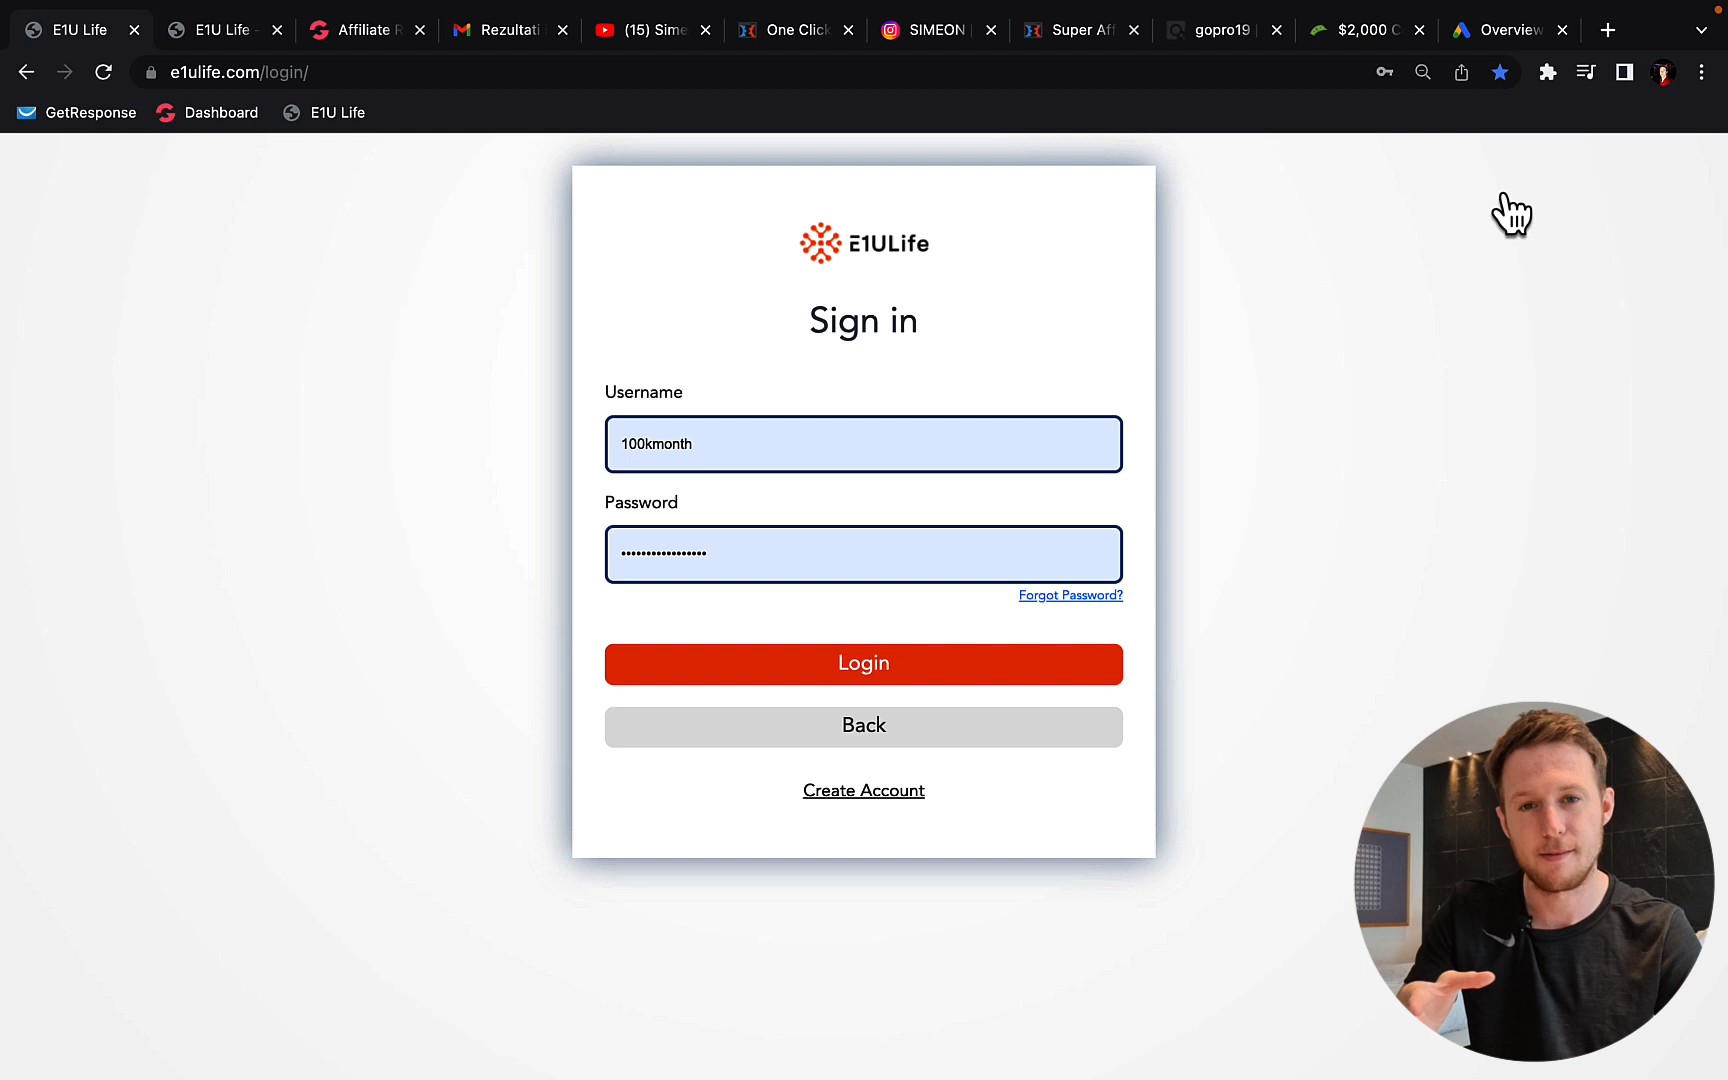 E1U Life
E1U Life -
Affiliate R
Rezultati
(15) Sime
One Click
SIMEON |
Super Aff
gopro19 |
$2,000 C
Overview
e1ulife.com/login/
GetResponse
Dashboard
E1U Life
E1ULife
Sign in
Username
100kmonth
Password
•••••••••••••••••
Forgot Password?
Login
Back
Create Account